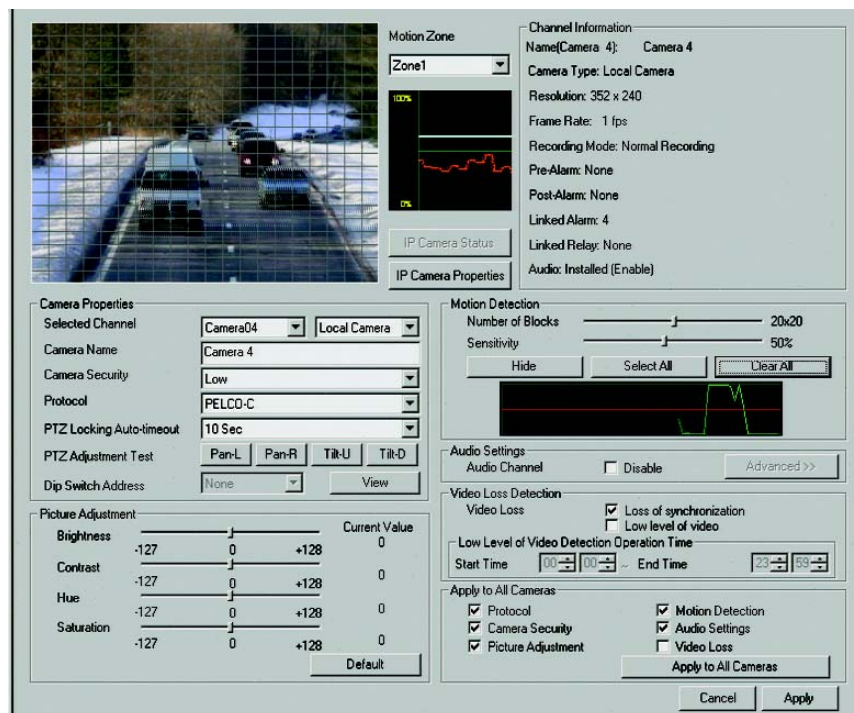 Motion Zone
Zone1
100%
0%
IP Camera Status
IP Camera Properties
Channel Information
Name(Camera 4): Camera 4
Camera Type: Local Camera
Resolution: 352 x 240
Frame Rate: 1 fps
Recording Mode: Normal Recording
Pre-Alarm: None
Post-Alarm: None
Linked Alarm: 4
Linked Relay: None
Audio: Installed (Enable)
Camera Properties
Selected Channel Camera04 Local Camera
Camera Name Camera 4
Camera Security Low
Protocol PELCO-C
PTZ Locking Auto-timeout 10 Sec
PTZ Adjustment Test Pan-L Pan-R Tilt-U Tilt-D
Dip Switch Address None View
Picture Adjustment
Current Value
Brightness 0
-127 0 +128
Contrast 0
-127 0 +128
Hue 0
-127 0 +128
Saturation 0
-127 0 +128
Default
Motion Detection
Number of Blocks 20x20
Sensitivity 50%
Hide Select All Clear All
Audio Settings
Audio Channel Disable Advanced >>
Video Loss Detection
Video Loss Loss of synchronization
Low level of video
Low Level of Video Detection Operation Time
Start Time 00 00 ~ End Time 23 59
Apply to All Cameras
Protocol Motion Detection
Camera Security Audio Settings
Picture Adjustment Video Loss
Apply to All Cameras
Cancel Apply